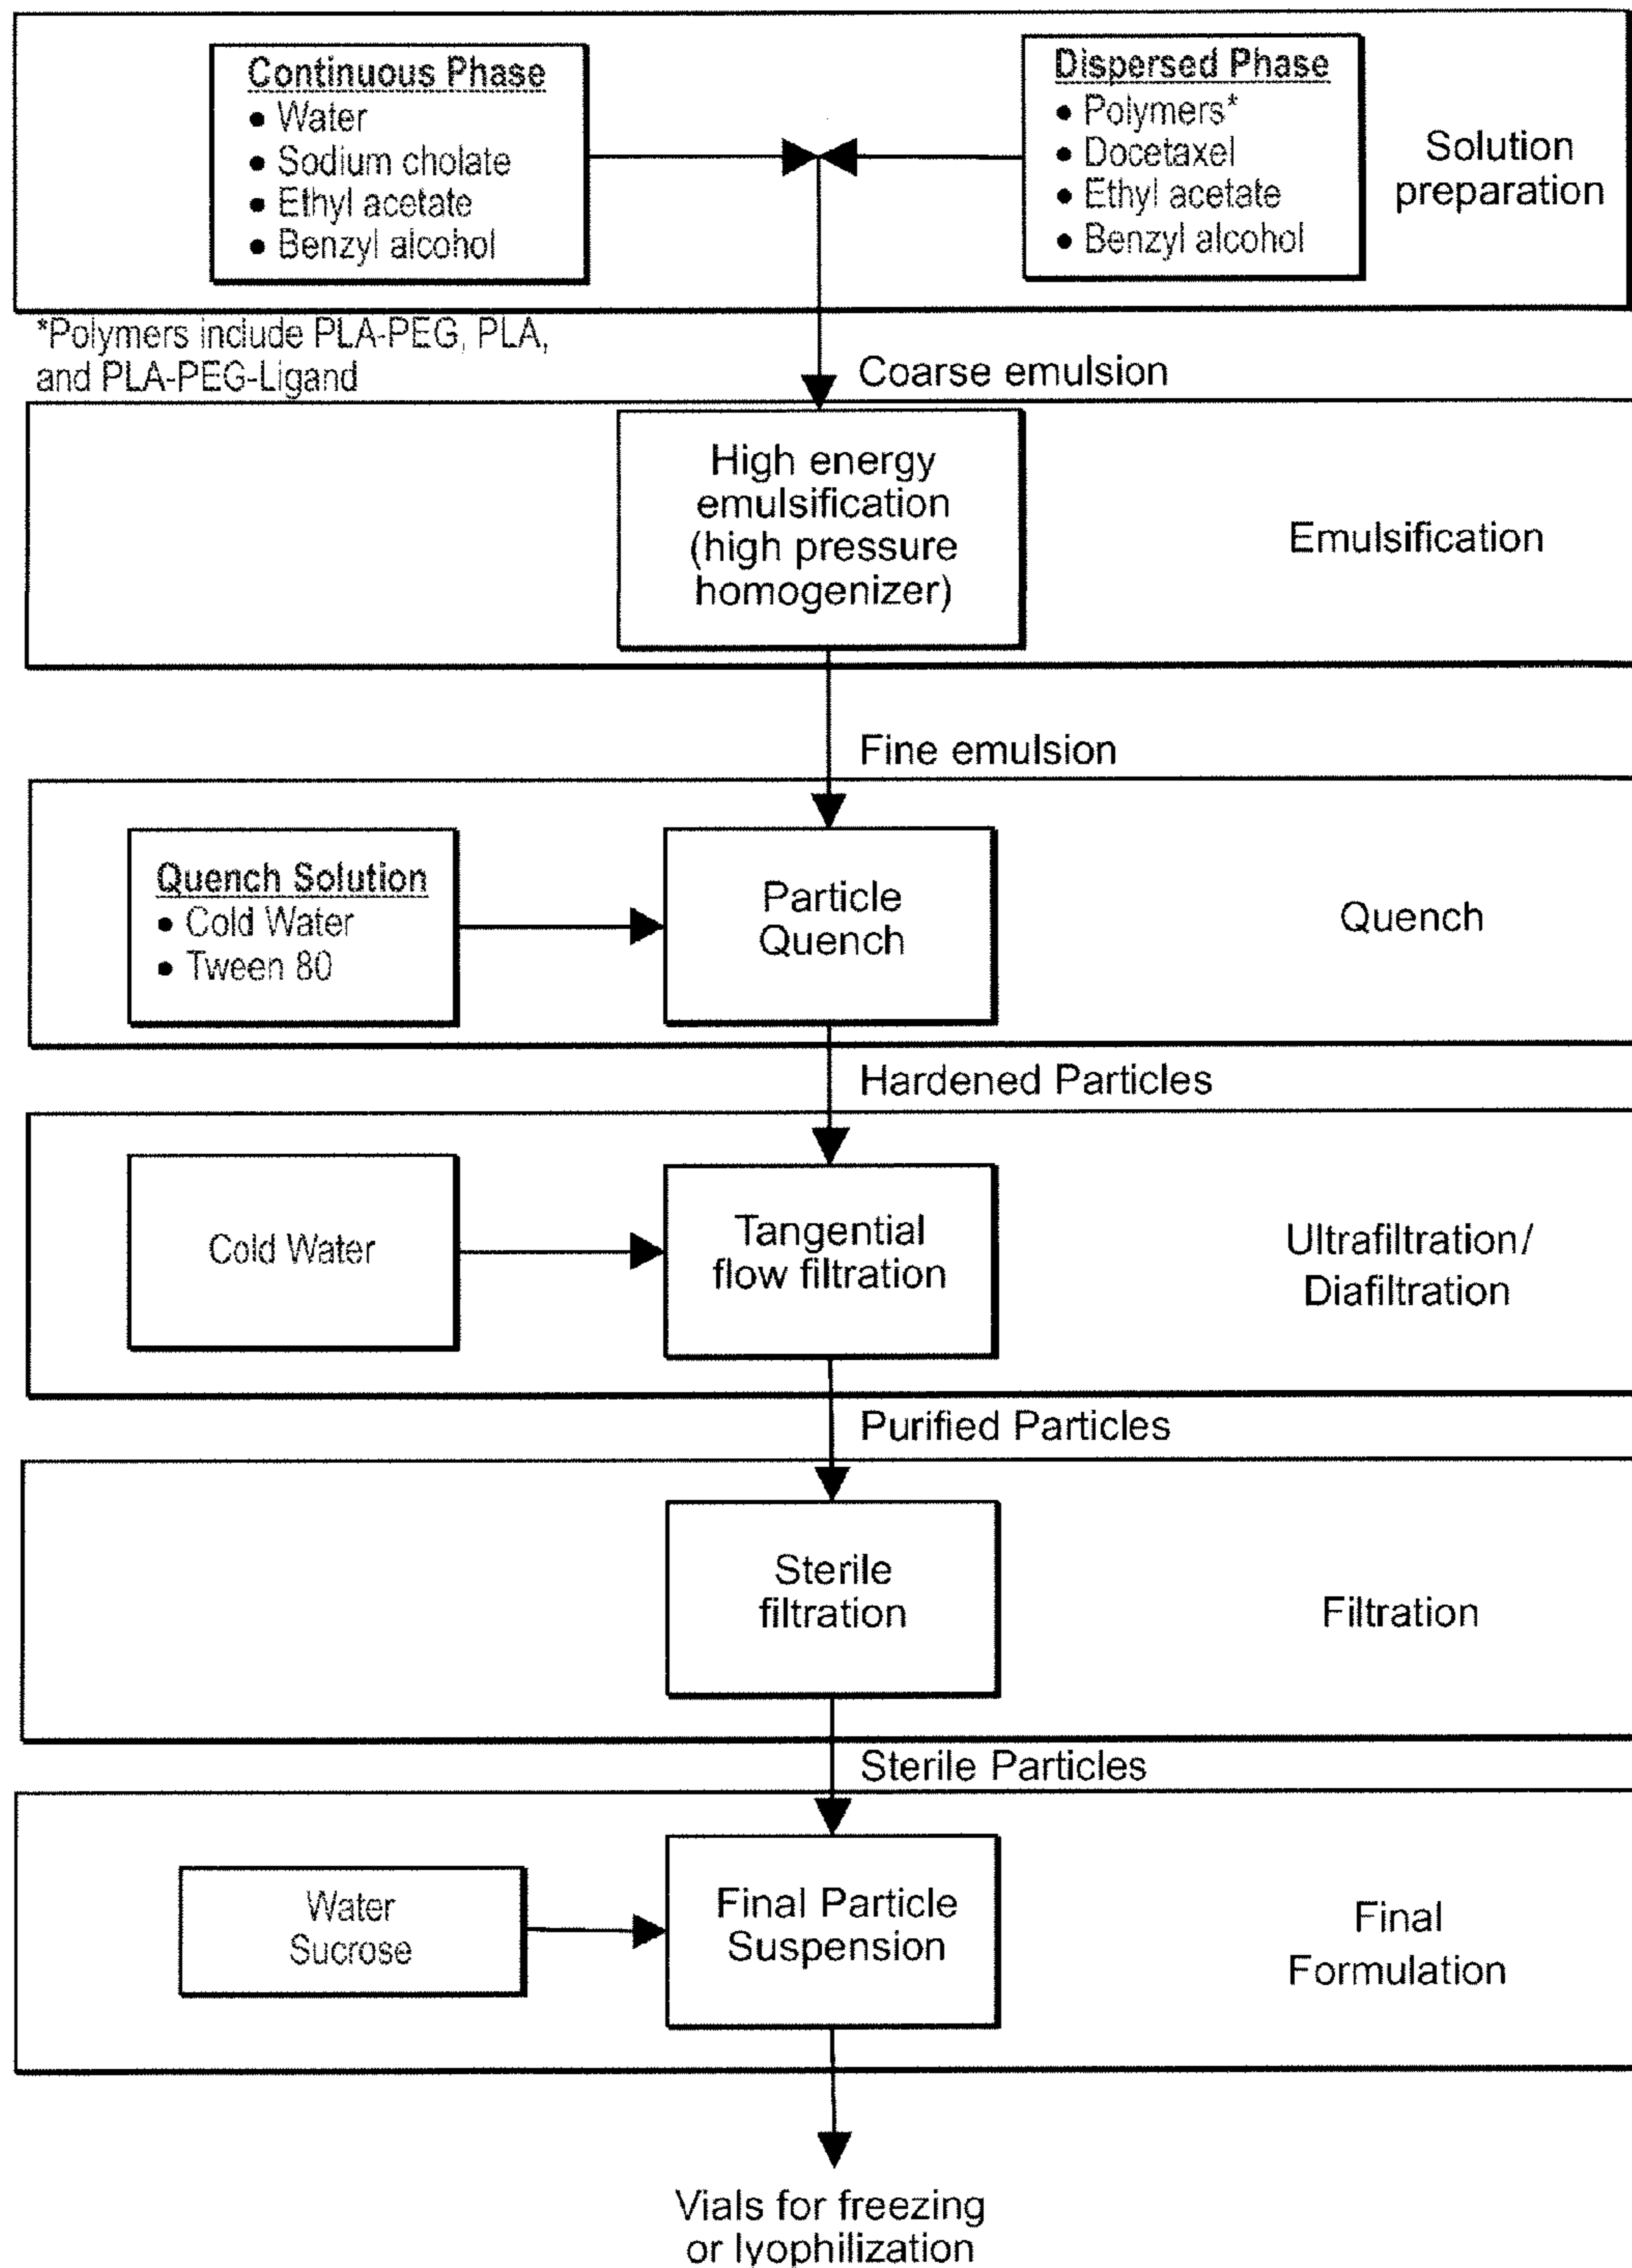 Continuous Phase
• Water
• Sodium cholate
• Ethyl acetate
• Benzyl alcohol
Dispersed Phase
• Polymers*
• Docetaxel
• Ethyl acetate
• Benzyl alcohol
Solution
preparation
*Polymers include PLA-PEG, PLA,
and PLA-PEG-Ligand
Coarse emulsion
High energy
emulsification
(high pressure
homogenizer)
Emulsification
Fine emulsion
Quench Solution
• Cold Water
• Tween 80
Particle
Quench
Quench
Hardened Particles
Cold Water
Tangential
flow filtration
Ultrafiltration/
Diafiltration
Purified Particles
Sterile
filtration
Filtration
Sterile Particles
Water
Sucrose
Final Particle
Suspension
Final
Formulation
Vials for freezing
or lyophilization